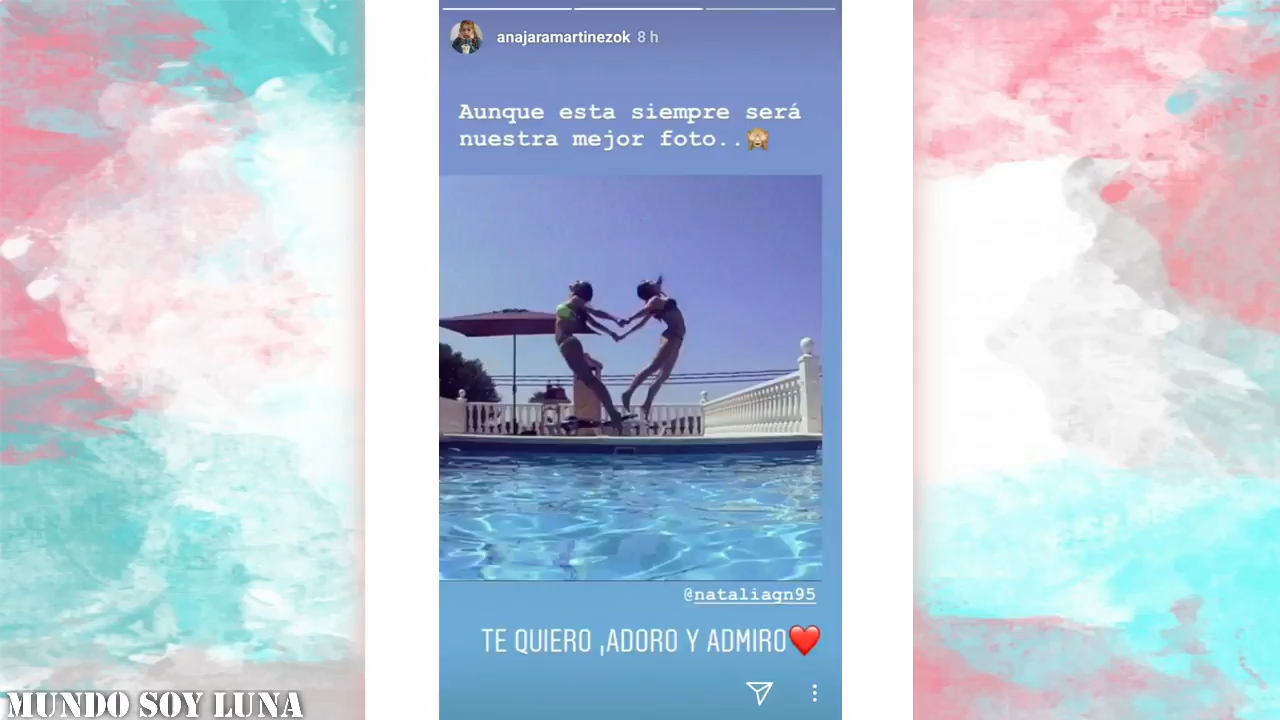 anajaramartinezok 8 h
Aunque esta siempre será
nuestra mejor foto..🙈
@nataliagn95
TE QUIERO ,ADORO Y ADMIRO❤️
MUNDO SOY LUNA